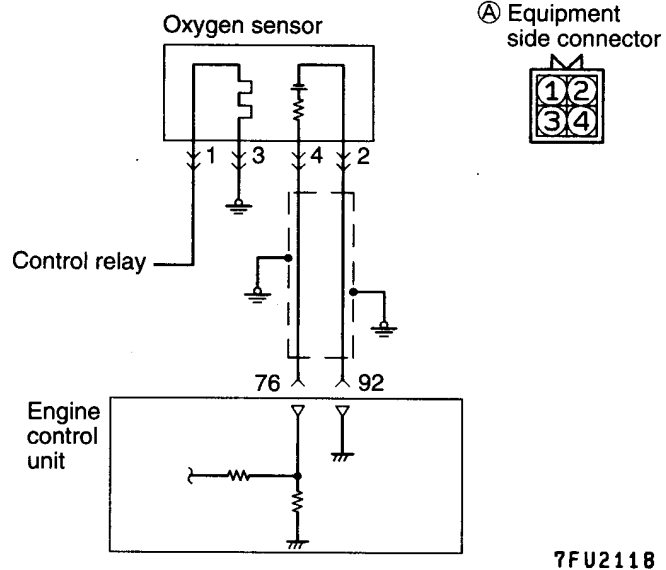 Oxygen sensor
Ⓐ Equipment
side connector
1 2
3 4
1 3 4 2
Control relay
76 92
Engine
control
unit
7FU2118